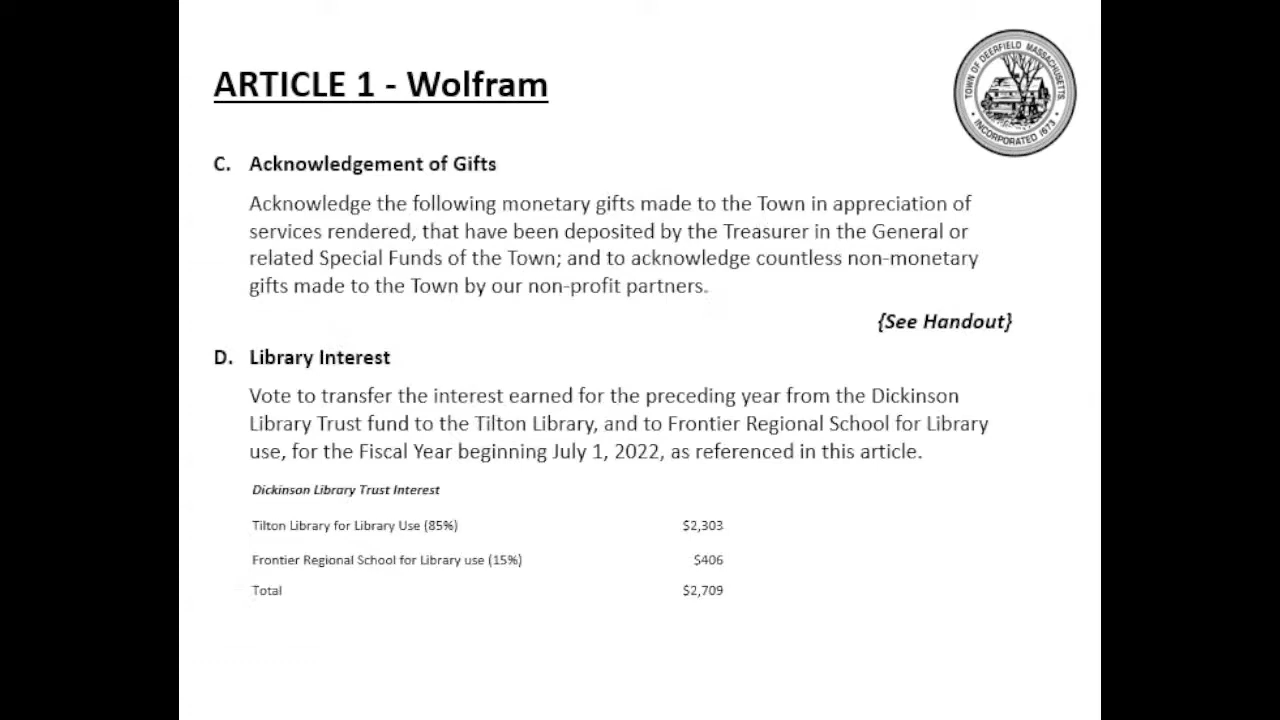 ARTICLE 1 - Wolfram
TOWN OF DEERFIELD MASSACHUSETTS
INCORPORATED 1673
C. Acknowledgement of Gifts
Acknowledge the following monetary gifts made to the Town in appreciation of
services rendered, that have been deposited by the Treasurer in the General or
related Special Funds of the Town; and to acknowledge countless non-monetary
gifts made to the Town by our non-profit partners.
{See Handout}
D. Library Interest
Vote to transfer the interest earned for the preceding year from the Dickinson
Library Trust fund to the Tilton Library, and to Frontier Regional School for Library
use, for the Fiscal Year beginning July 1, 2022, as referenced in this article.
Dickinson Library Trust Interest
Tilton Library for Library Use (85%) $2,303
Frontier Regional School for Library use (15%) $406
Total $2,709